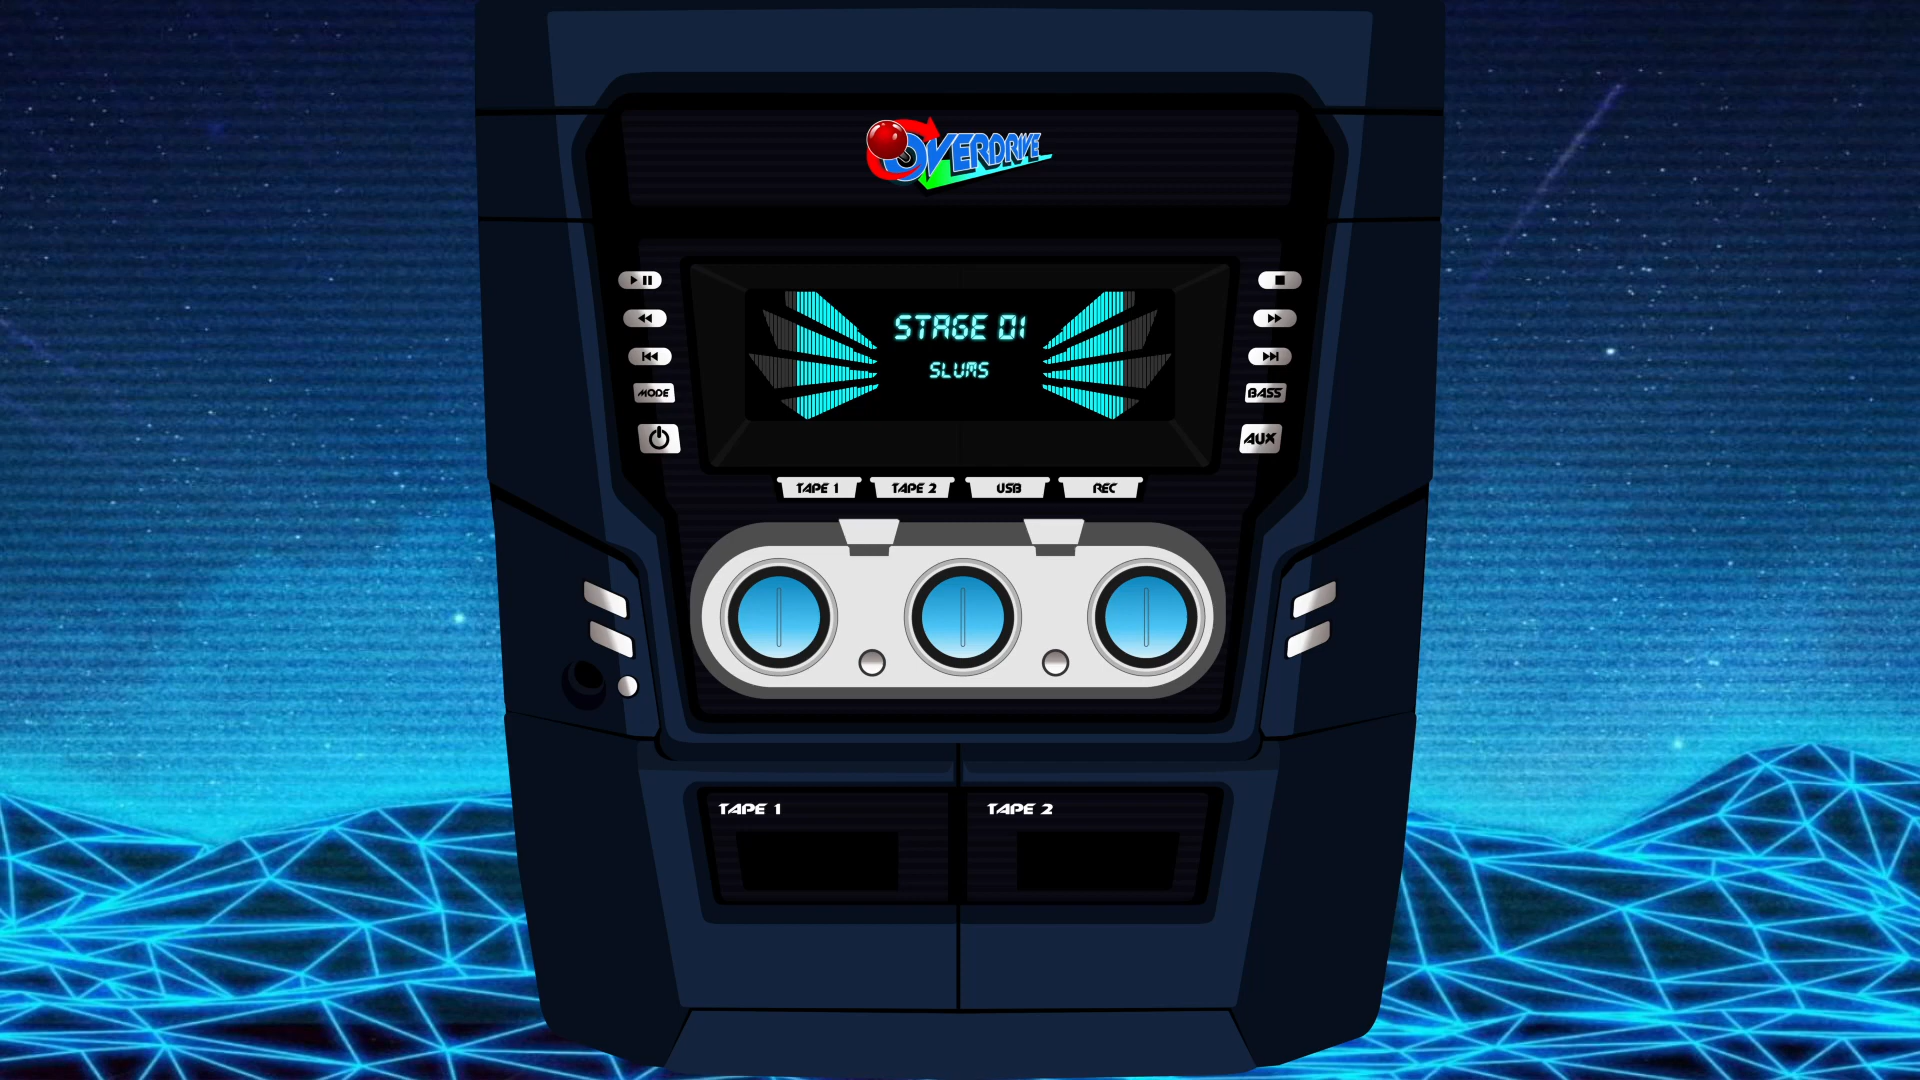 OVERDRIVE
STAGE 01
SLUMS
MODE
BASS
AUX
TAPE 1
TAPE 2
USB
REC
TAPE 1
TAPE 2